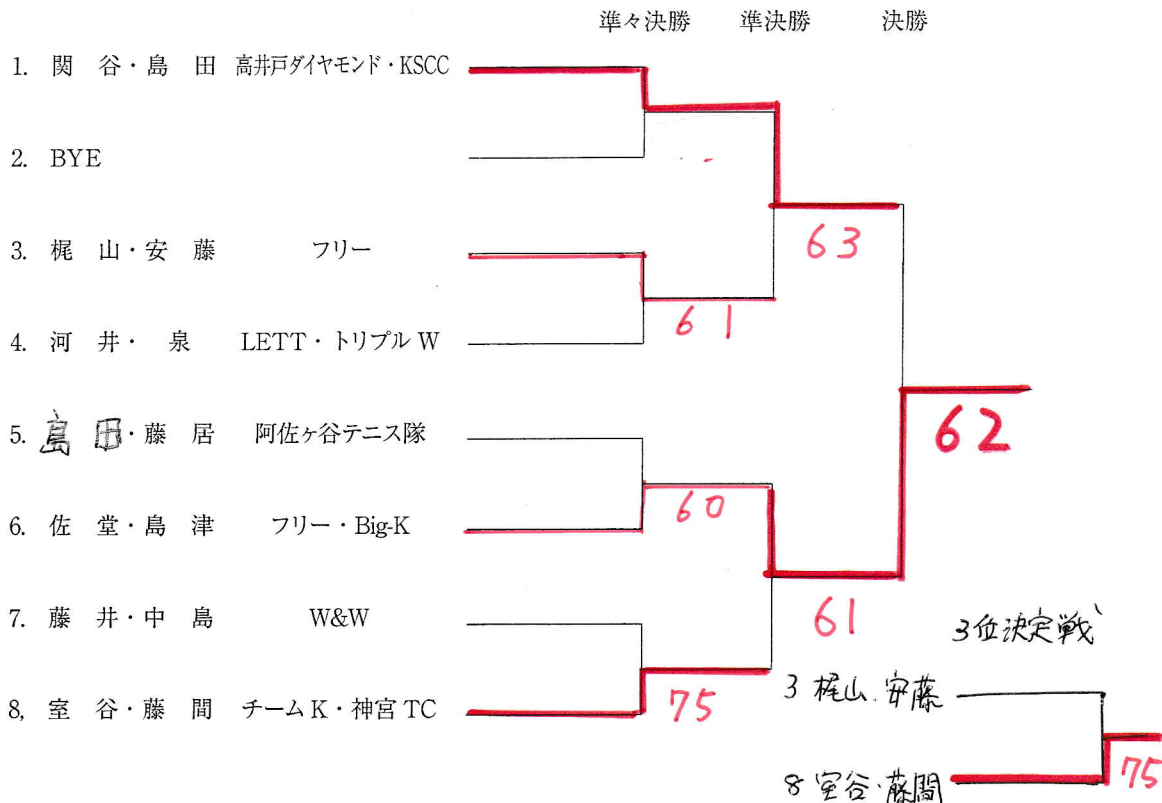 準々決勝 準決勝 決勝
1. 関 谷・島 田 高井戸ダイヤモンド・KSCC
2. BYE
63
3. 梶 山・安 藤 フリー
61
4. 河 井・ 泉 LETT・トリプル W
5. 島 田・藤 居 阿佐ヶ谷テニス隊
62
60
6. 佐 堂・島 津 フリー・Big-K
7. 藤 井・中 島 W&W
61
3位決定戦
3 梶山・安藤
8, 室 谷・藤 間 チーム K・神宮 TC
75
8 室谷・藤間
75